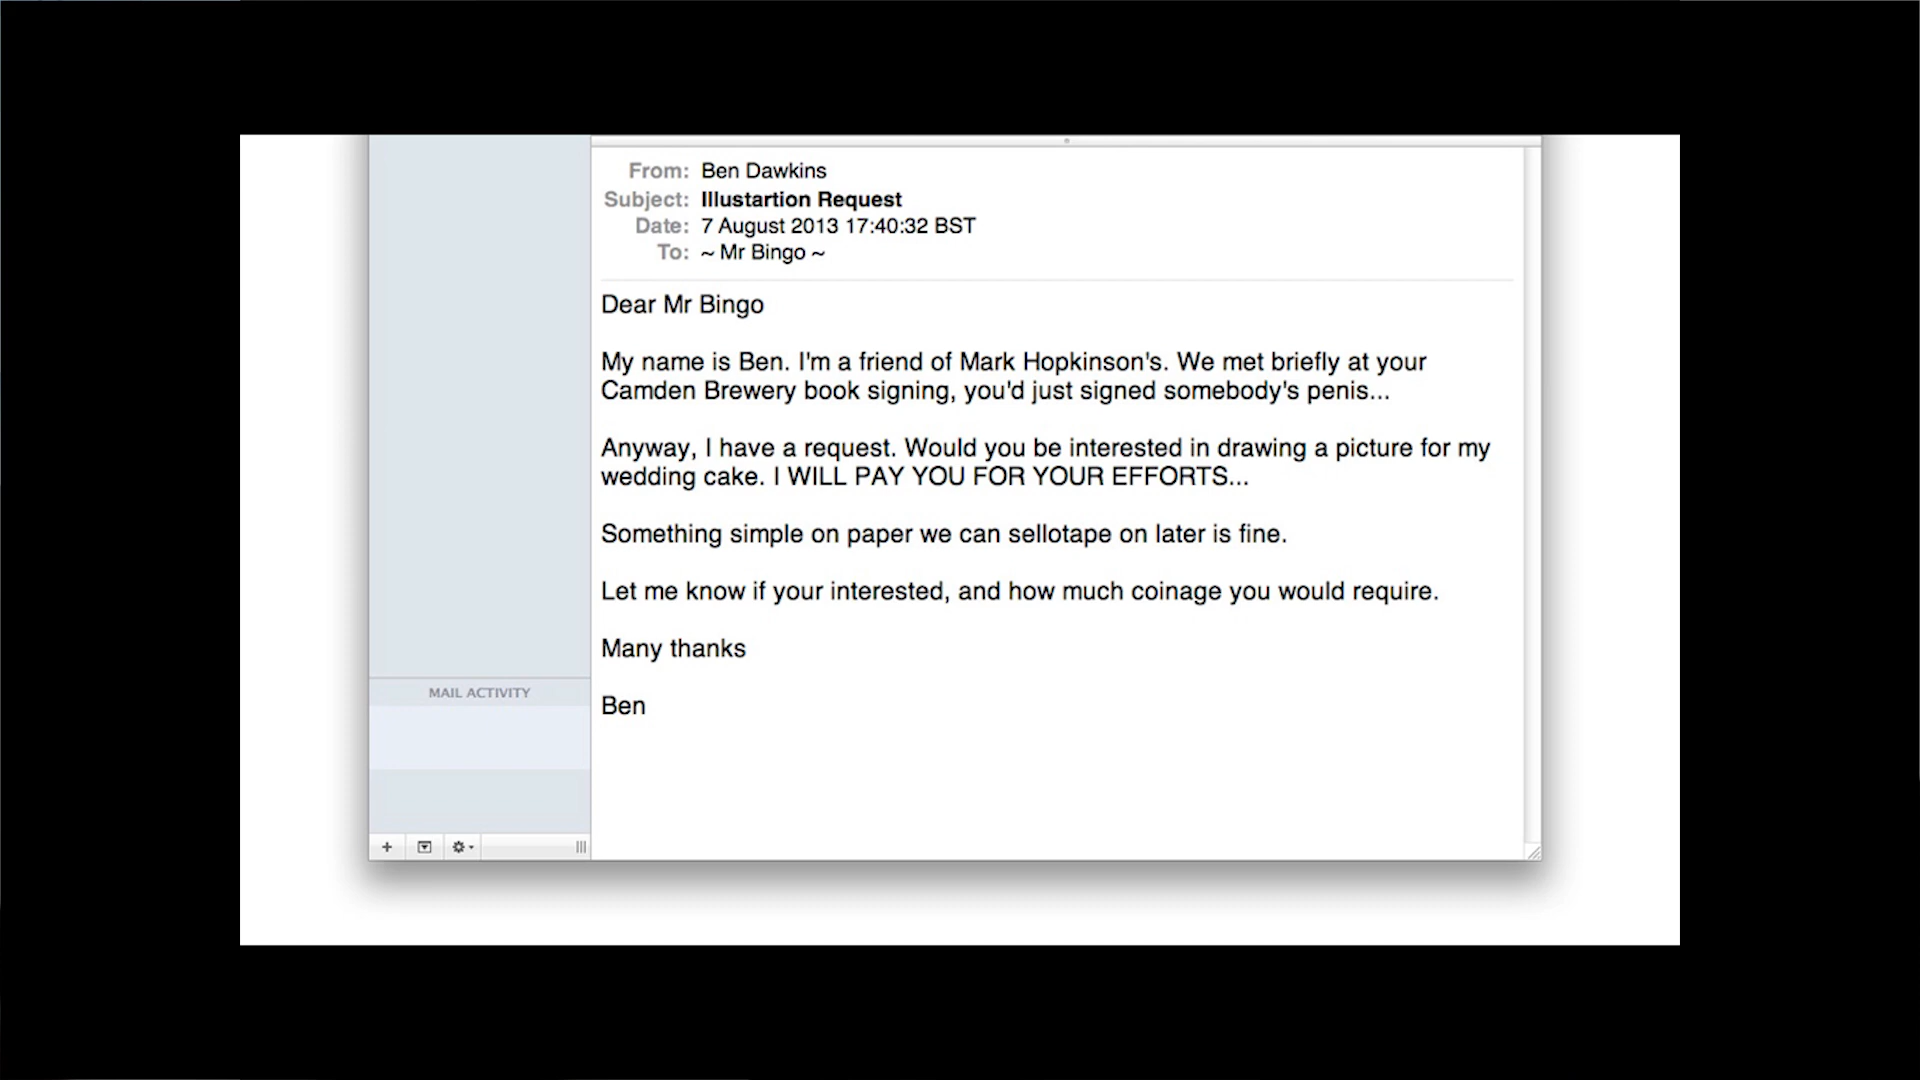 From: Ben Dawkins
Subject: Illustartion Request
Date: 7 August 2013 17:40:32 BST
To: ~ Mr Bingo ~
Dear Mr Bingo
My name is Ben. I'm a friend of Mark Hopkinson's. We met briefly at your
Camden Brewery book signing, you'd just signed somebody's penis...
Anyway, I have a request. Would you be interested in drawing a picture for my
wedding cake. I WILL PAY YOU FOR YOUR EFFORTS...
Something simple on paper we can sellotape on later is fine.
Let me know if your interested, and how much coinage you would require.
Many thanks
Ben
MAIL ACTIVITY